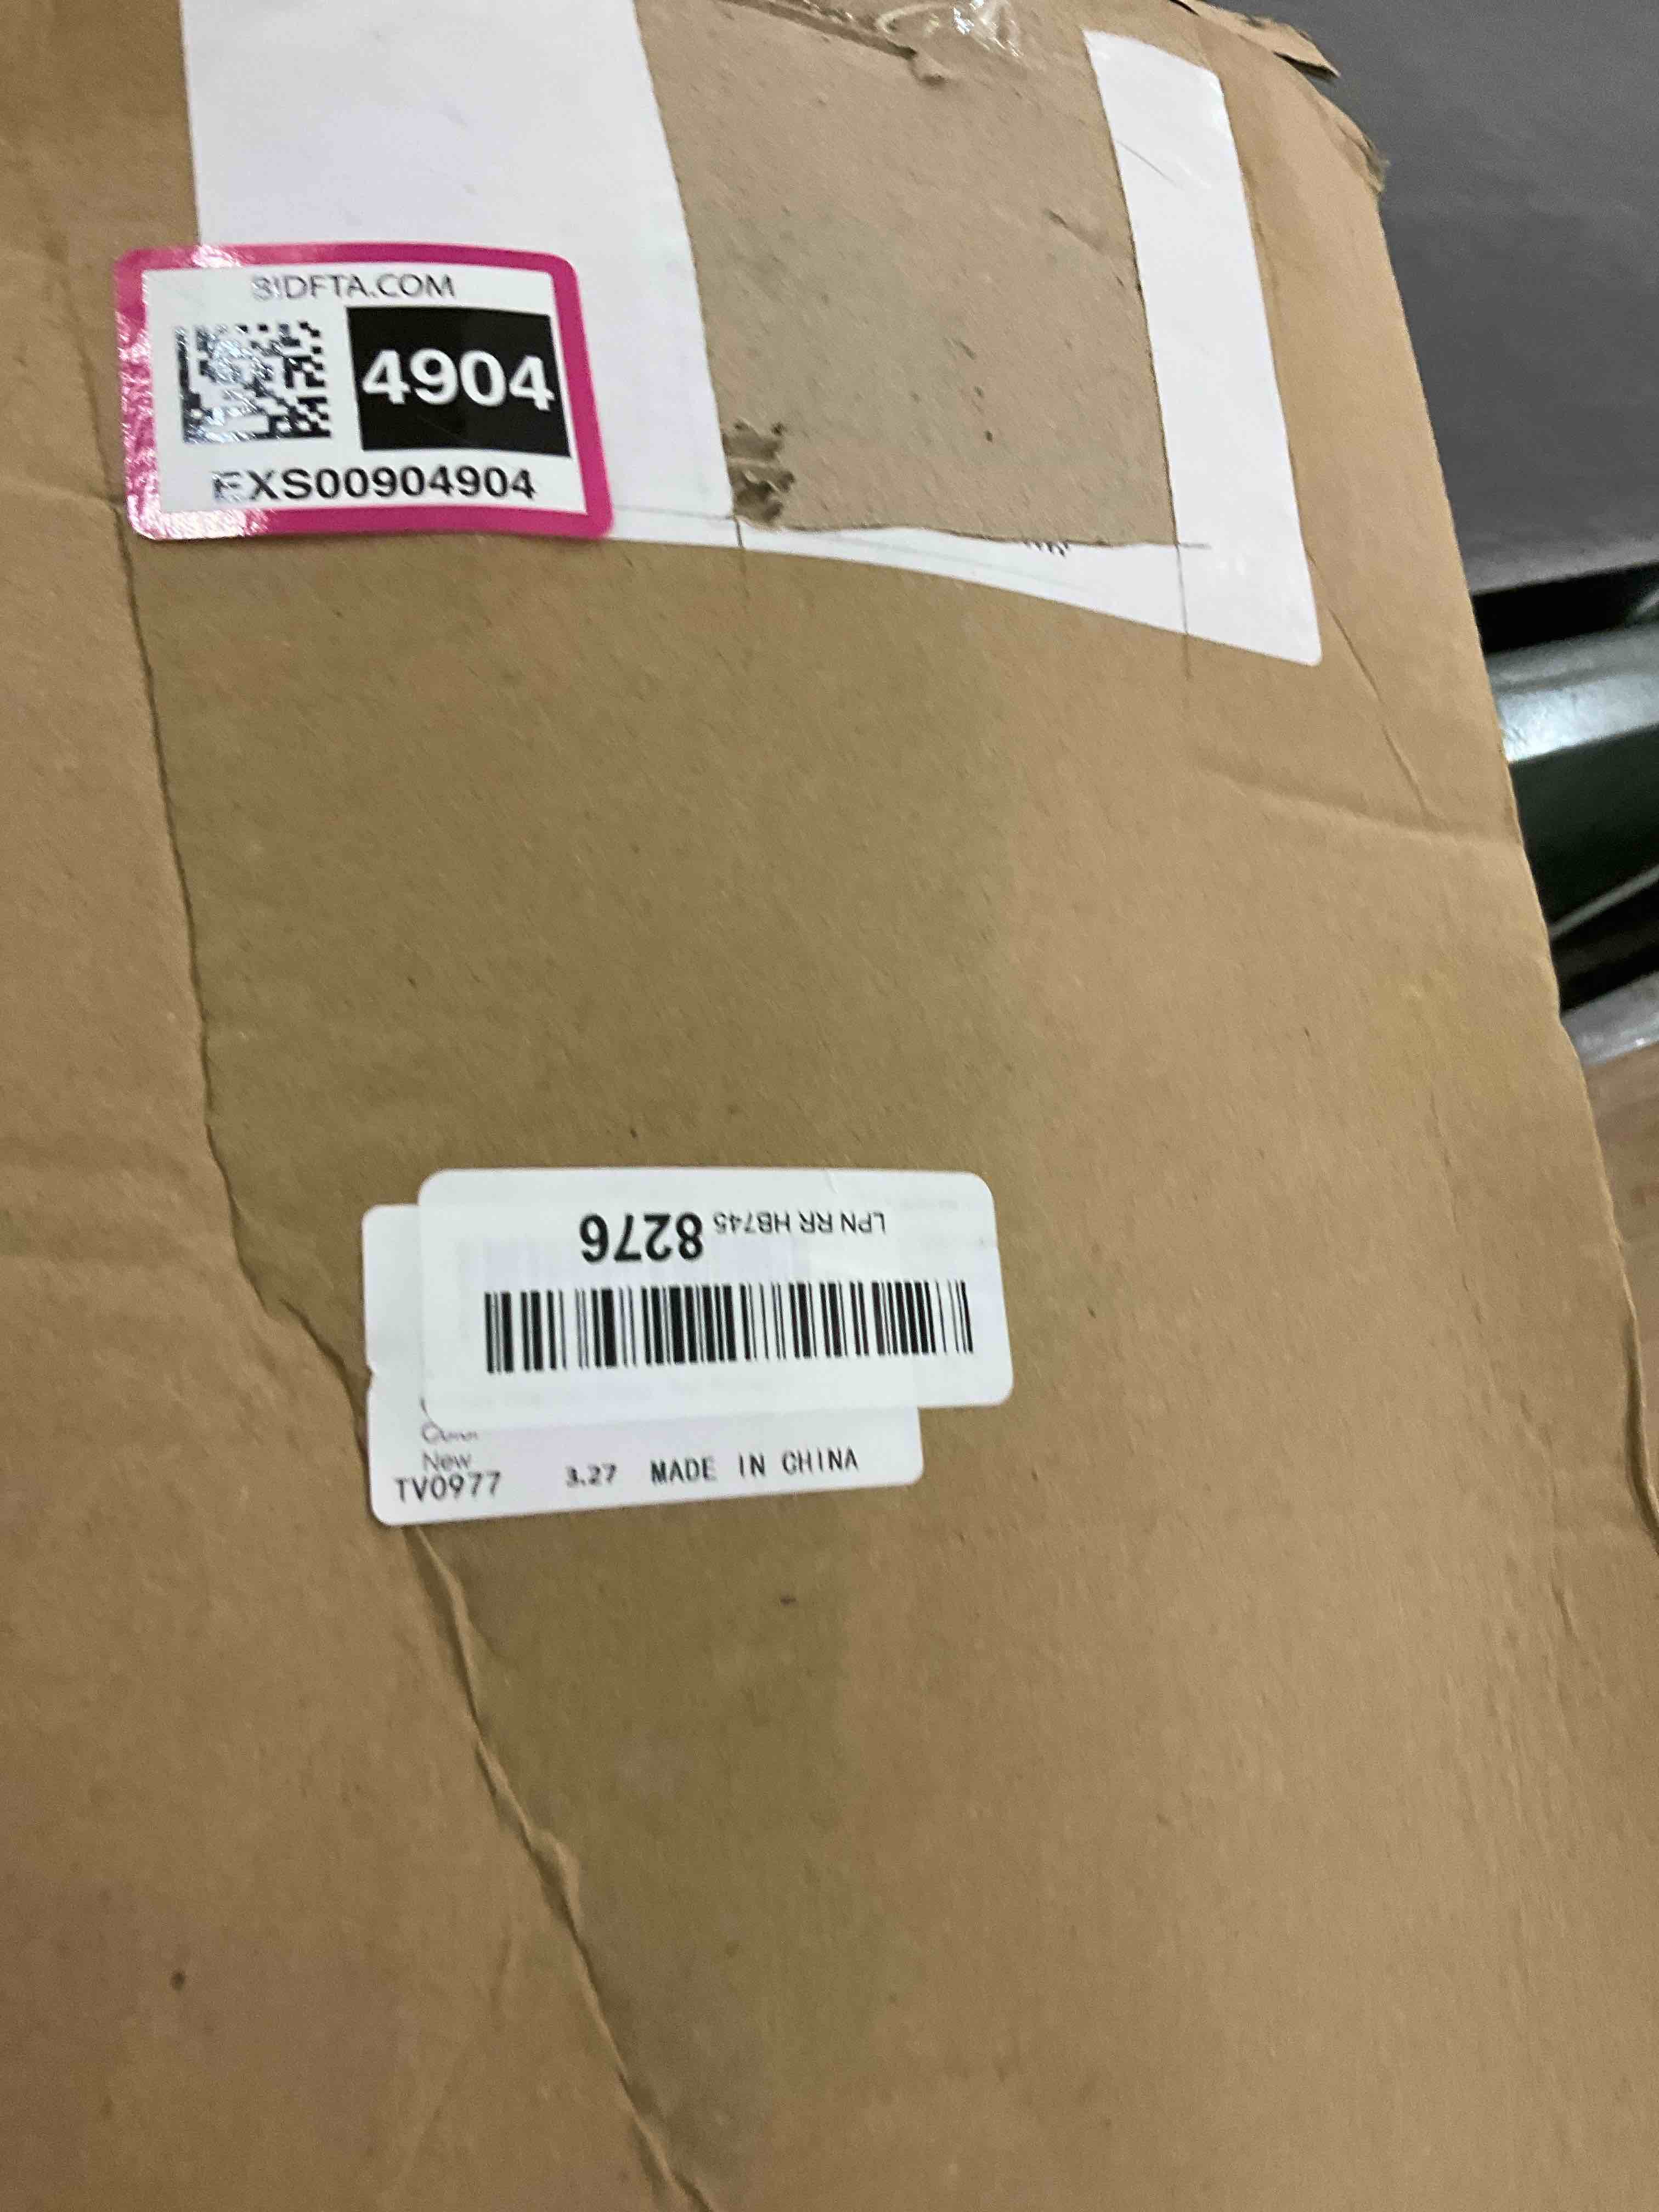 BIDFTA.COM
4904
EXS00904904
LPN RR HB745 8276
New
TV0977 3.27 MADE IN CHINA